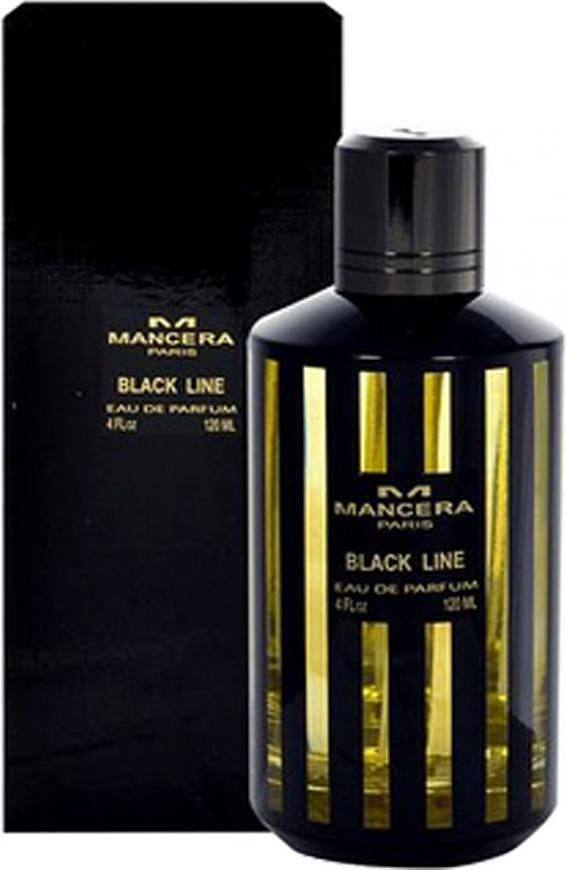 MANCERA
PARIS
BLACK LINE
EAU DE PARFUM
4 FL oz 120 ML
MANCERA
PARIS
BLACK LINE
EAU DE PARFUM
4 FL oz 120 ML